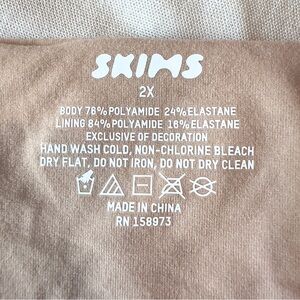 SKIMS
2X
BODY 76% POLYAMIDE 24% ELASTANE
LINING 84% POLYAMIDE 16% ELASTANE
EXCLUSIVE OF DECORATION
HAND WASH COLD, NON-CHLORINE BLEACH
DRY FLAT, DO NOT IRON, DO NOT DRY CLEAN
MADE IN CHINA
RN 158973